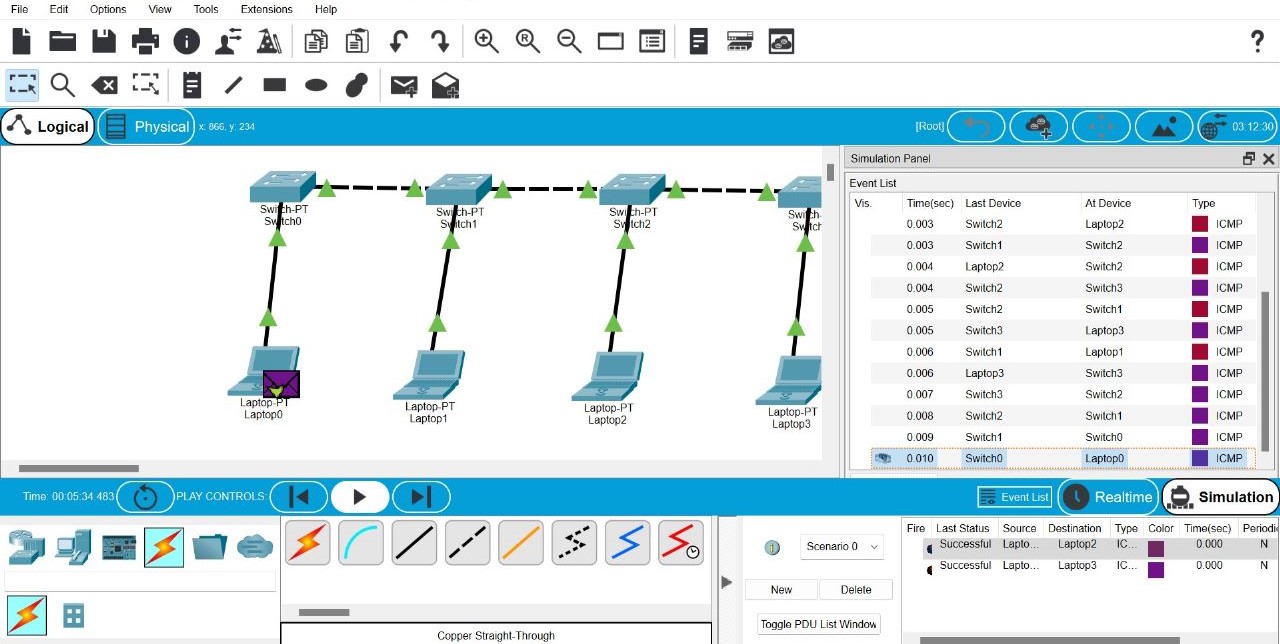 File Edit Options View Tools Extensions Help
Logical Physical x: 866, y: 234 [Root] 03:12:30
Simulation Panel
Event List
Vis. Time(sec) Last Device At Device Type
0.003 Switch2 Laptop2 ICMP
0.003 Switch1 Switch2 ICMP
0.004 Laptop2 Switch2 ICMP
0.004 Switch2 Switch3 ICMP
0.005 Switch2 Switch1 ICMP
0.005 Switch3 Laptop3 ICMP
0.006 Switch1 Laptop1 ICMP
0.006 Laptop3 Switch3 ICMP
0.007 Switch3 Switch2 ICMP
0.008 Switch2 Switch1 ICMP
0.009 Switch1 Switch0 ICMP
0.010 Switch0 Laptop0 ICMP
Switch-PT
Switch0
Switch-PT
Switch1
Switch-PT
Switch2
Switch-
Switch
Laptop-PT
Laptop0
Laptop-PT
Laptop1
Laptop-PT
Laptop2
Laptop-PT
Laptop3
Time: 00:05:34.483 PLAY CONTROLS: Event List Realtime Simulation
Scenario 0
New Delete
Toggle PDU List Window
Fire Last Status Source Destination Type Color Time(sec) Periodic
Successful Lapto... Laptop2 IC... 0.000 N
Successful Lapto... Laptop3 IC... 0.000 N
Copper Straight-Through